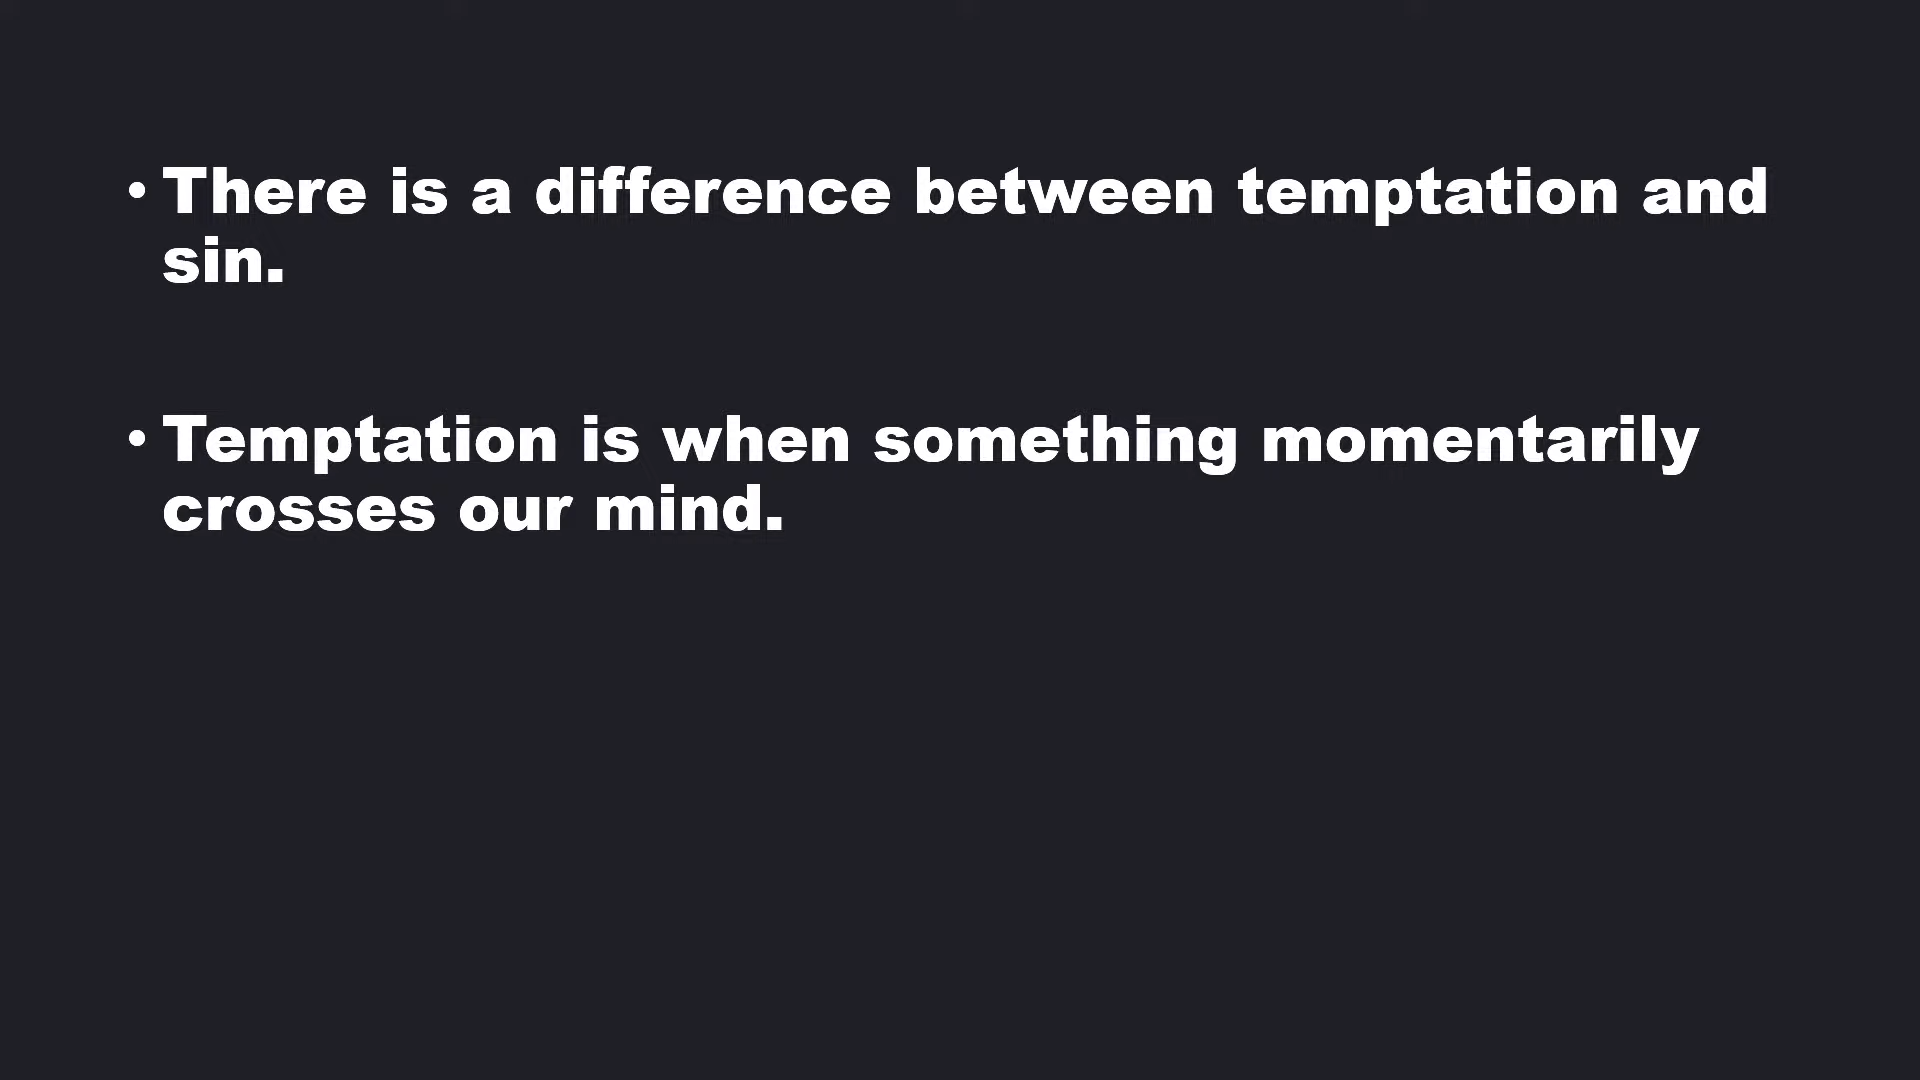 • There is a difference between temptation and
sin.
• Temptation is when something momentarily
crosses our mind.